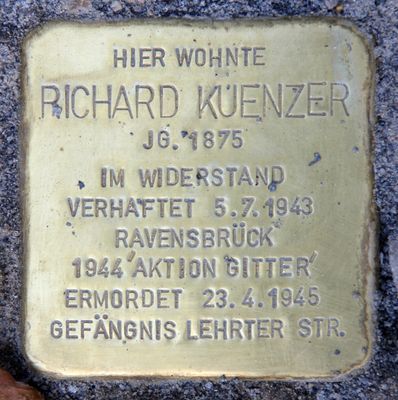 HIER WOHNTE
RICHARD KUENZER
JG. 1875
IM WIDERSTAND
VERHAFTET 5.7.1943
RAVENSBRÜCK
1944 'AKTION GITTER'
ERMORDET 23.4.1945
GEFÄNGNIS LEHRTER STR.